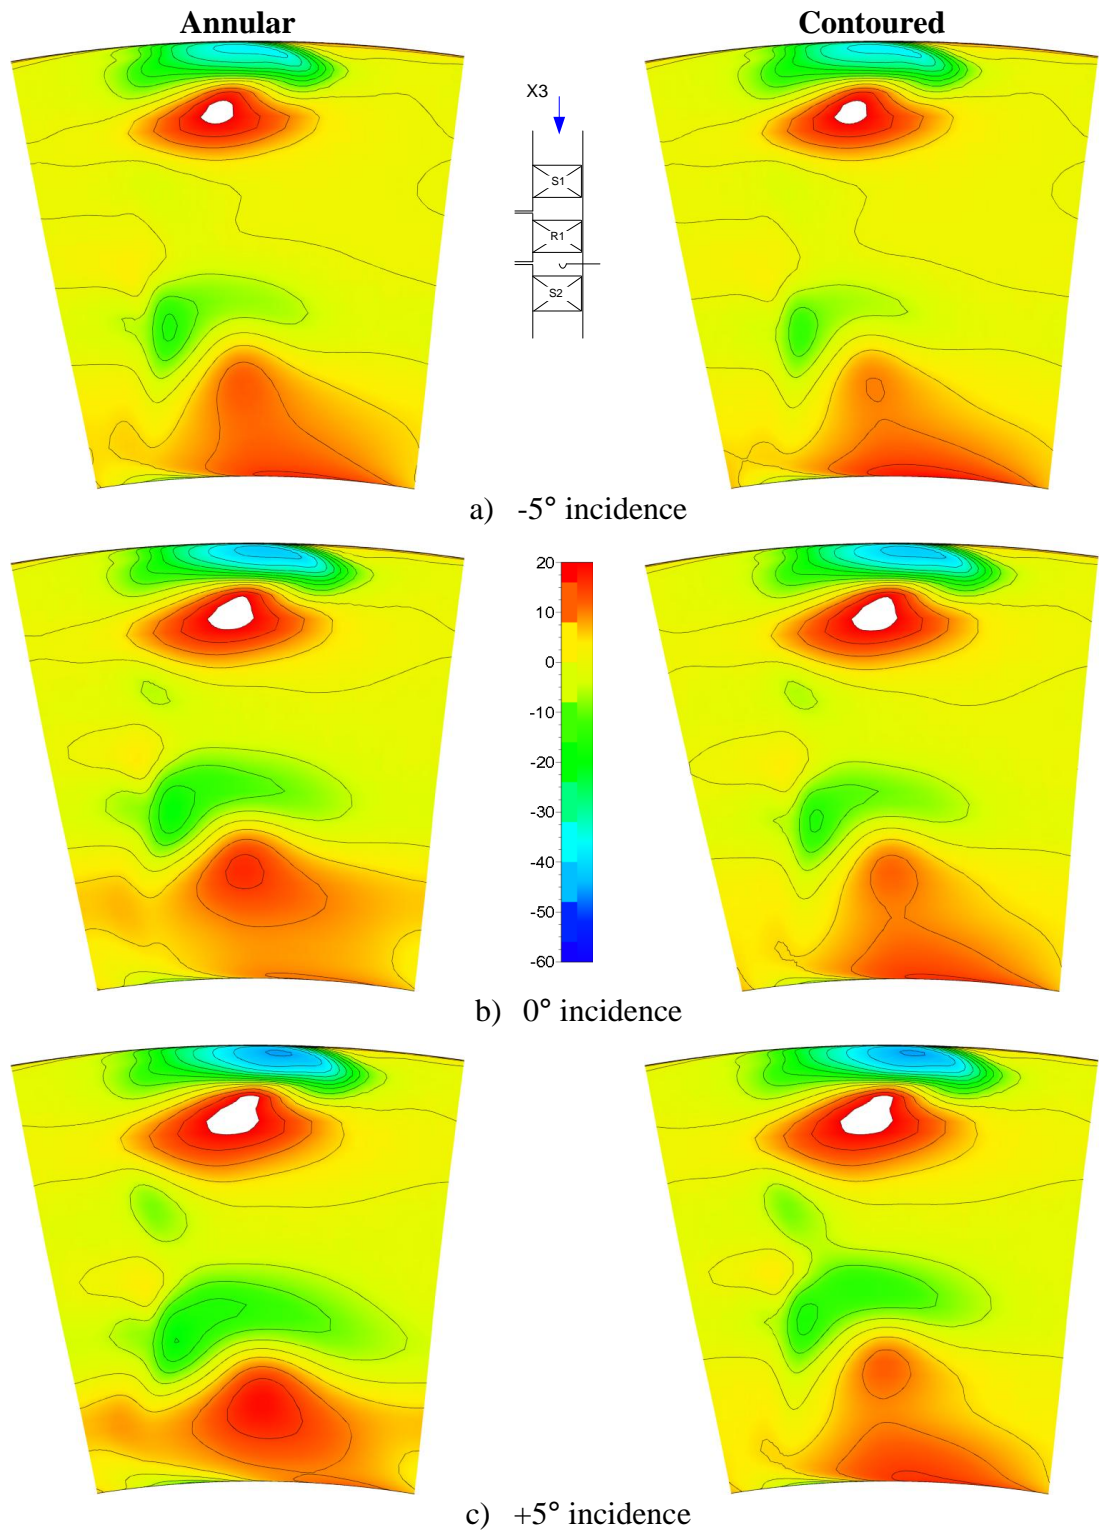 Annular Contoured
X3
S1
R1
S2
a) -5° incidence
20
10
0
-10
-20
-30
-40
-50
-60
b) 0° incidence
c) +5° incidence